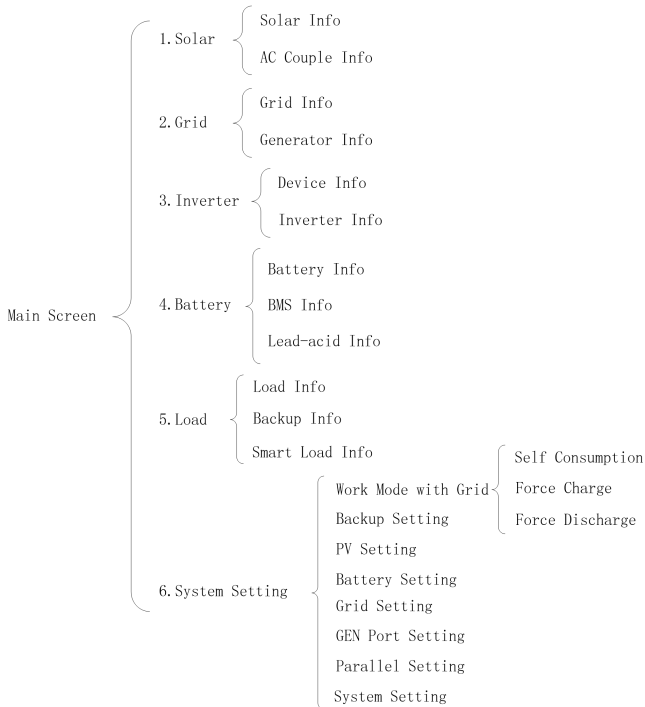 1.Solar
Solar Info
AC Couple Info
2.Grid
Grid Info
Generator Info
3.Inverter
Device Info
Inverter Info
Main Screen
4.Battery
Battery Info
BMS Info
Lead-acid Info
5.Load
Load Info
Backup Info
Smart Load Info
6.System Setting
Work Mode with Grid
Self Consumption
Force Charge
Force Discharge
Backup Setting
PV Setting
Battery Setting
Grid Setting
GEN Port Setting
Parallel Setting
System Setting